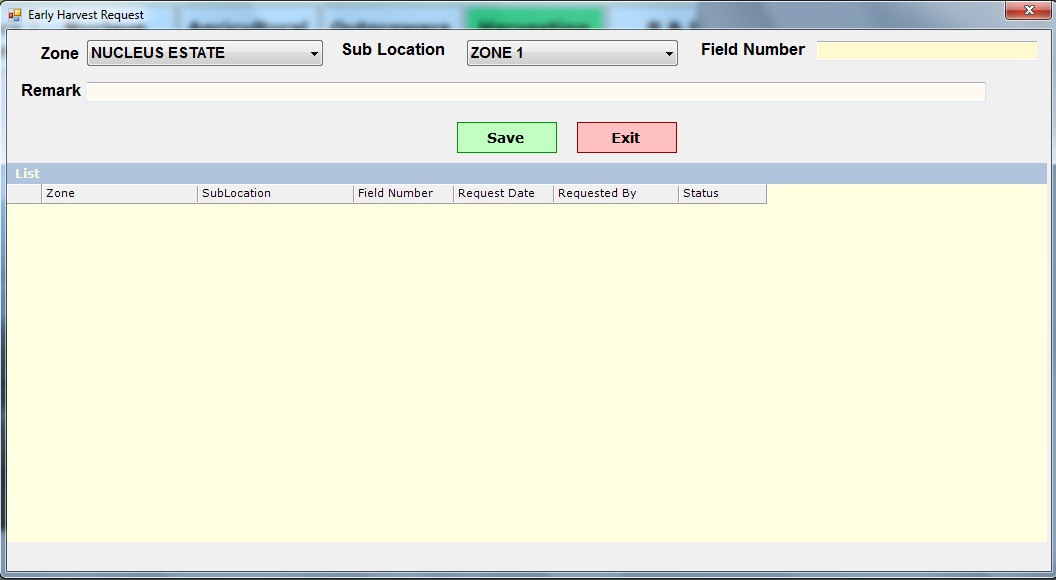 Early Harvest Request
Zone NUCLEUS ESTATE Sub Location ZONE 1 Field Number
Remark
Save Exit
List
Zone SubLocation Field Number Request Date Requested By Status